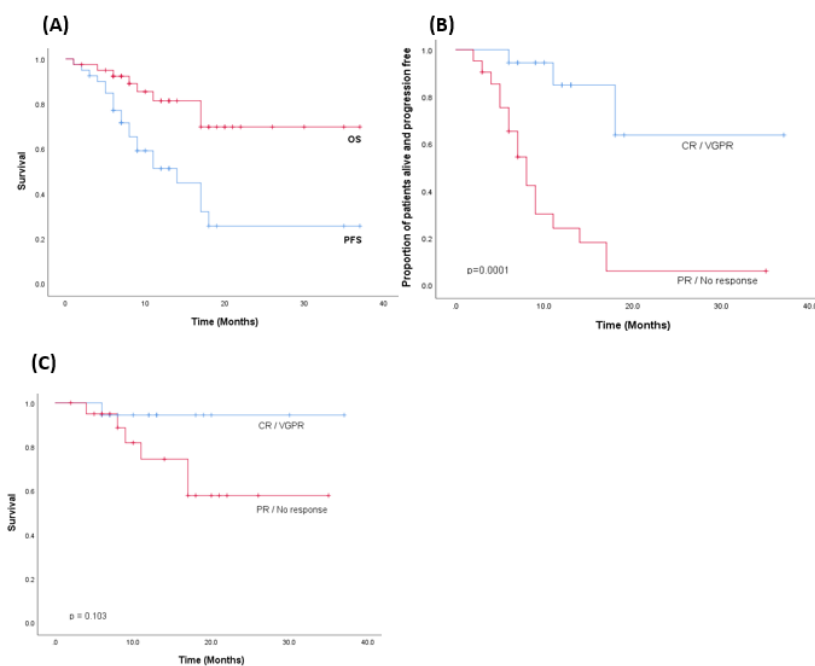 (A)
Survival
1.0
0.8
0.6
0.4
0.2
0.0
OS
PFS
0
10
20
30
40
Time (Months)
(B)
Proportion of patients alive and progression free
1.0
0.8
0.6
0.4
0.2
0.0
CR / VGPR
PR / No response
p=0.0001
.0
10.0
20.0
30.0
40.0
Time (Months)
(C)
Survival
1.0
0.8
0.6
0.4
0.2
0.0
CR / VGPR
PR / No response
p = 0.103
.0
10.0
20.0
30.0
40.0
Time (Months)